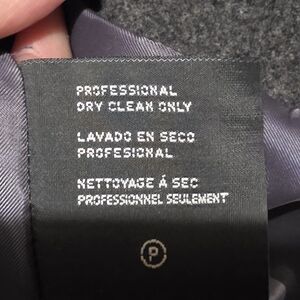 PROFESSIONAL
DRY CLEAN ONLY
LAVADO EN SECO
PROFESIONAL
NETTOYAGE Á SEC
PROFESSIONNEL SEULEMENT
P